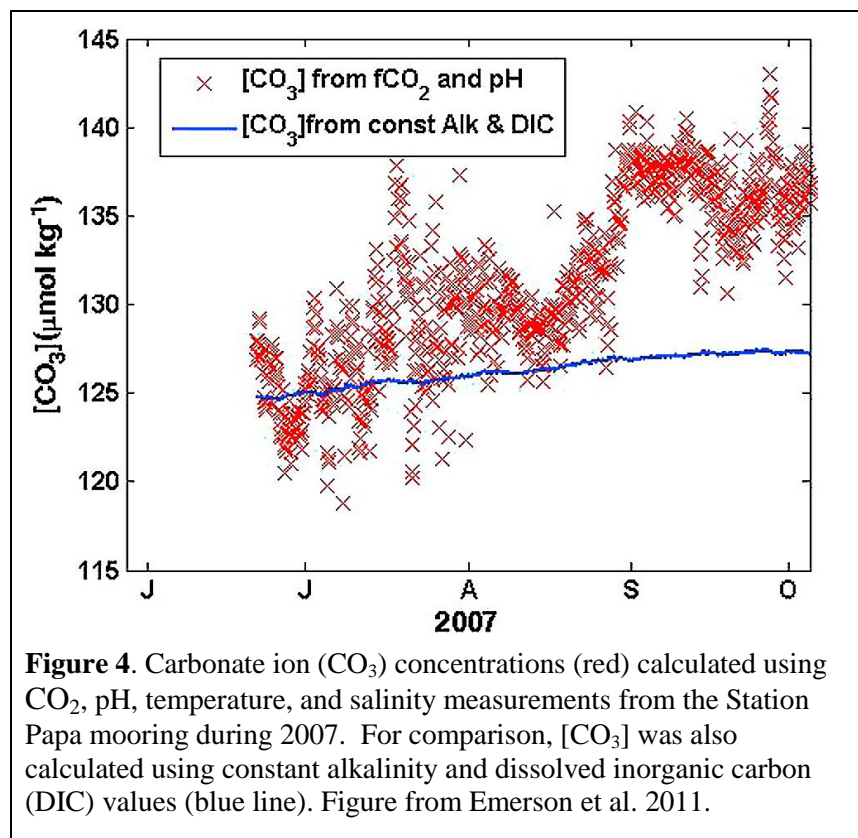 145
140
135
130
125
120
115
[CO₃] (μmol kg⁻¹)
[CO₃] from fCO₂ and pH
[CO₃]from const Alk & DIC
J J A S O
2007
Figure 4. Carbonate ion (CO₃) concentrations (red) calculated using
CO₂, pH, temperature, and salinity measurements from the Station
Papa mooring during 2007. For comparison, [CO₃] was also
calculated using constant alkalinity and dissolved inorganic carbon
(DIC) values (blue line). Figure from Emerson et al. 2011.